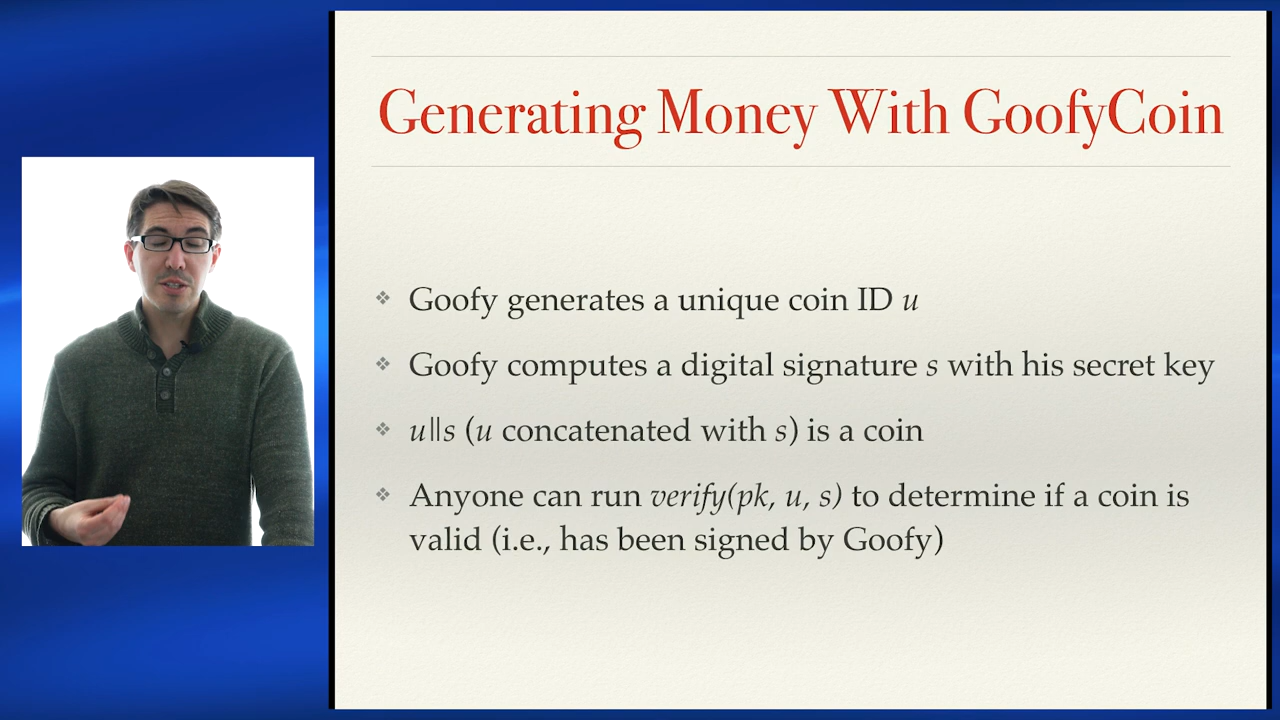 Generating Money With GoofyCoin
❖ Goofy generates a unique coin ID u
❖ Goofy computes a digital signature s with his secret key
❖ u||s (u concatenated with s) is a coin
❖ Anyone can run verify(pk, u, s) to determine if a coin is
valid (i.e., has been signed by Goofy)